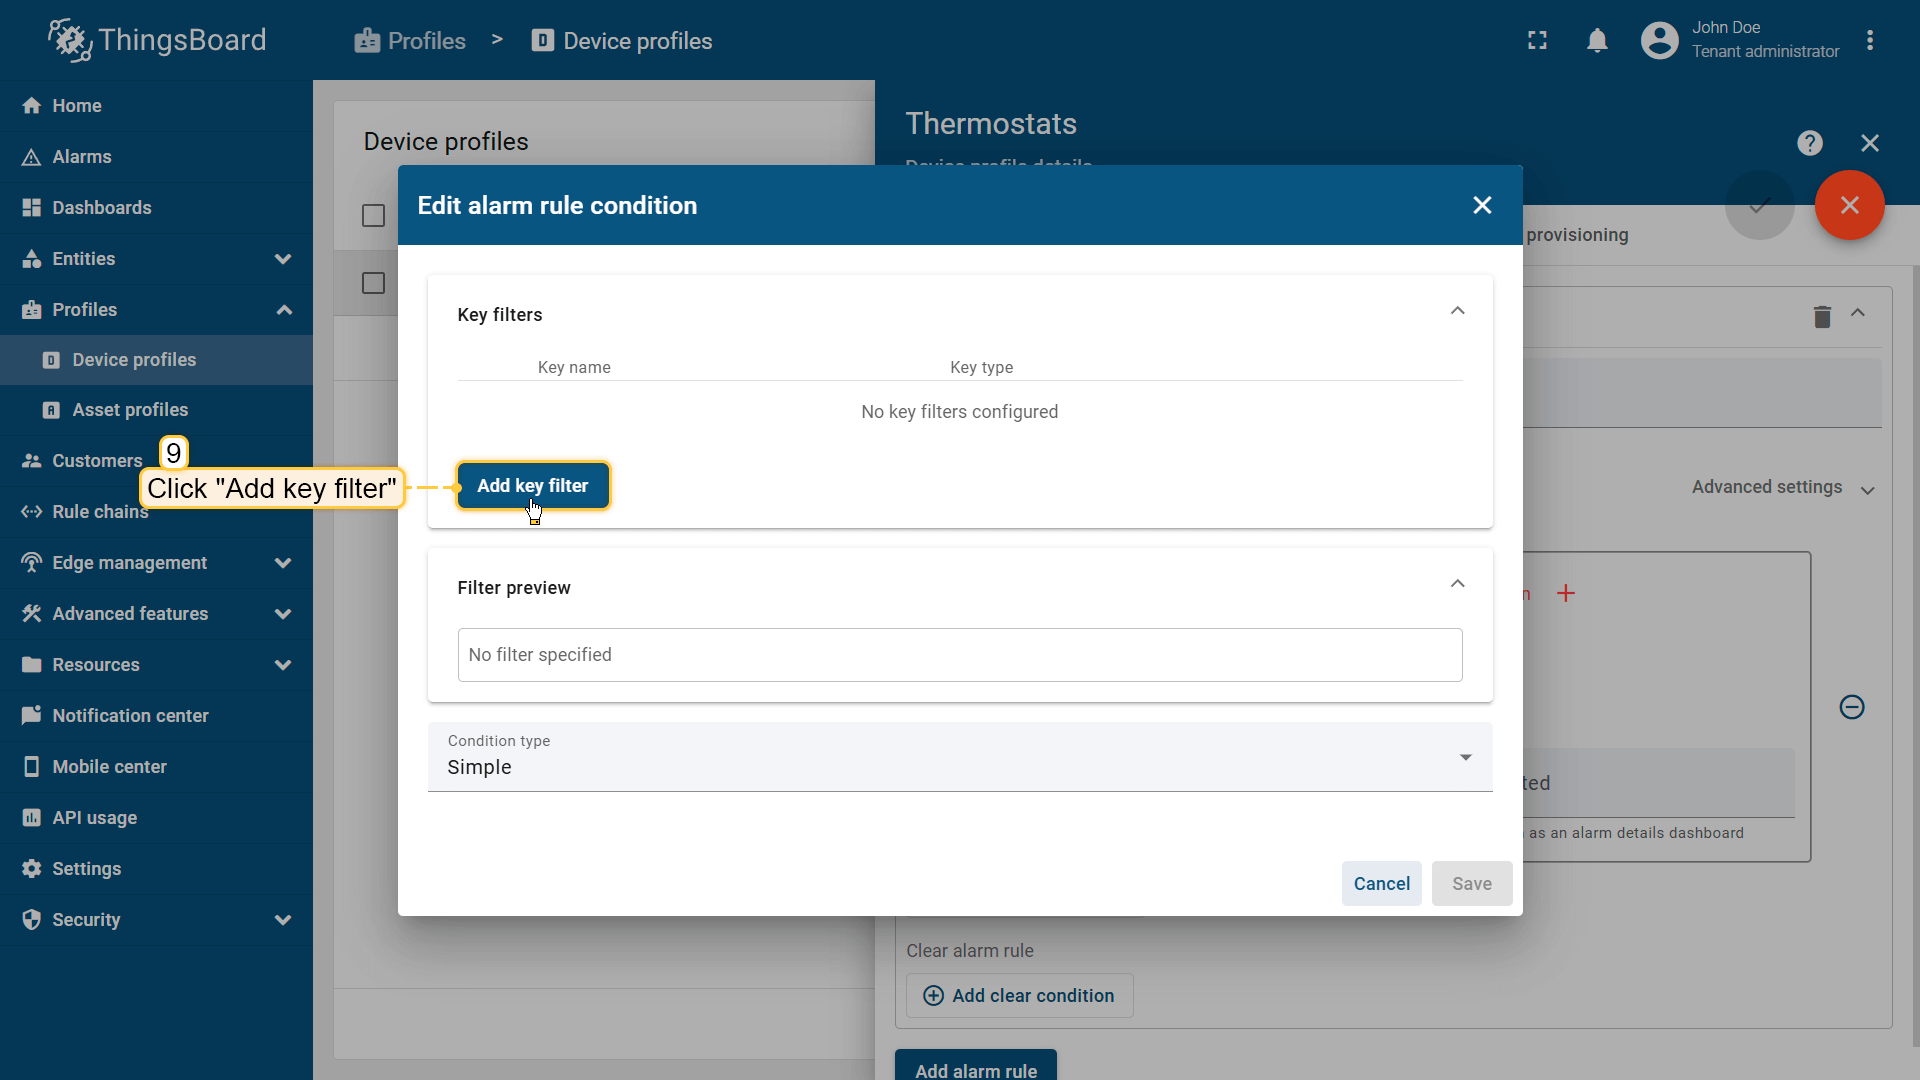 ThingsBoard
Profiles > Device profiles
John Doe
Tenant administrator
Home
Alarms
Dashboards
Entities
Profiles
Device profiles
Asset profiles
Customers
Rule chains
Edge management
Advanced features
Resources
Notification center
Mobile center
API usage
Settings
Security
9
Click "Add key filter"
Device profiles
Thermostats
Device profile details
provisioning
Edit alarm rule condition
Key filters
Key name Key type
No key filters configured
Add key filter
Filter preview
No filter specified
Condition type
Simple
Cancel Save
Advanced settings
n
ted
as an alarm details dashboard
Clear alarm rule
Add clear condition
Add alarm rule